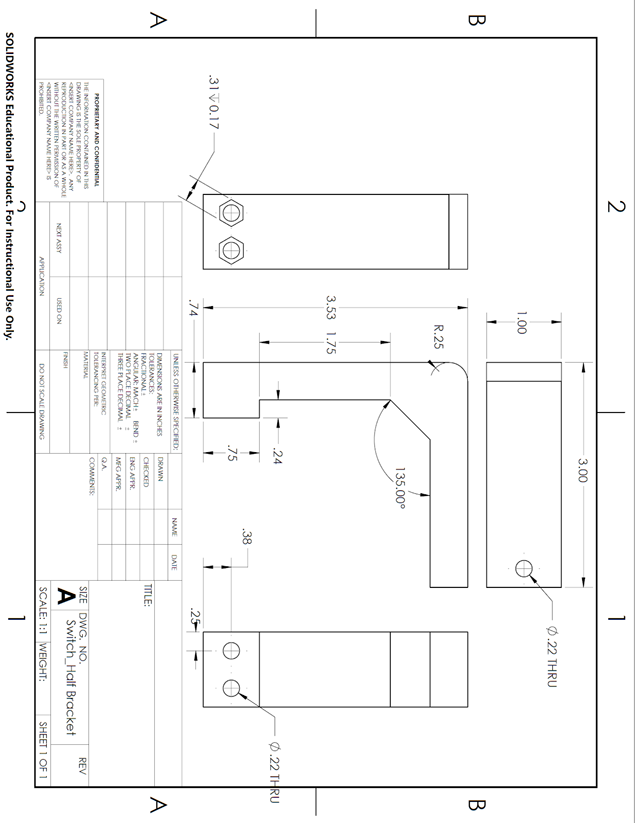 2
1
B
B
A
A
2
1
1.00
3.00
∅.22 THRU
.31↧0.17
3.53
1.75
R.25
.74
.75
.24
135.00°
.38
.25
∅.22 THRU
PROPRIETARY AND CONFIDENTIAL
THE INFORMATION CONTAINED IN THIS
DRAWING IS THE SOLE PROPERTY OF
<INSERT COMPANY NAME HERE>. ANY
REPRODUCTION IN PART OR AS A WHOLE
WITHOUT THE WRITTEN PERMISSION OF
<INSERT COMPANY NAME HERE> IS
PROHIBITED.
NEXT ASSY
USED ON
APPLICATION
UNLESS OTHERWISE SPECIFIED:
DIMENSIONS ARE IN INCHES
TOLERANCES:
FRACTIONAL±
ANGULAR: MACH± BEND ±
TWO PLACE DECIMAL ±
THREE PLACE DECIMAL ±
INTERPRET GEOMETRIC
TOLERANCING PER:
MATERIAL
FINISH
DO NOT SCALE DRAWING
NAME
DATE
DRAWN
CHECKED
ENG APPR.
MFG APPR.
Q.A.
COMMENTS:
TITLE:
SIZE
DWG. NO.
REV
A
Switch_Half Bracket
SCALE: 1:1
WEIGHT:
SHEET 1 OF 1
SOLIDWORKS Educational Product. For Instructional Use Only.